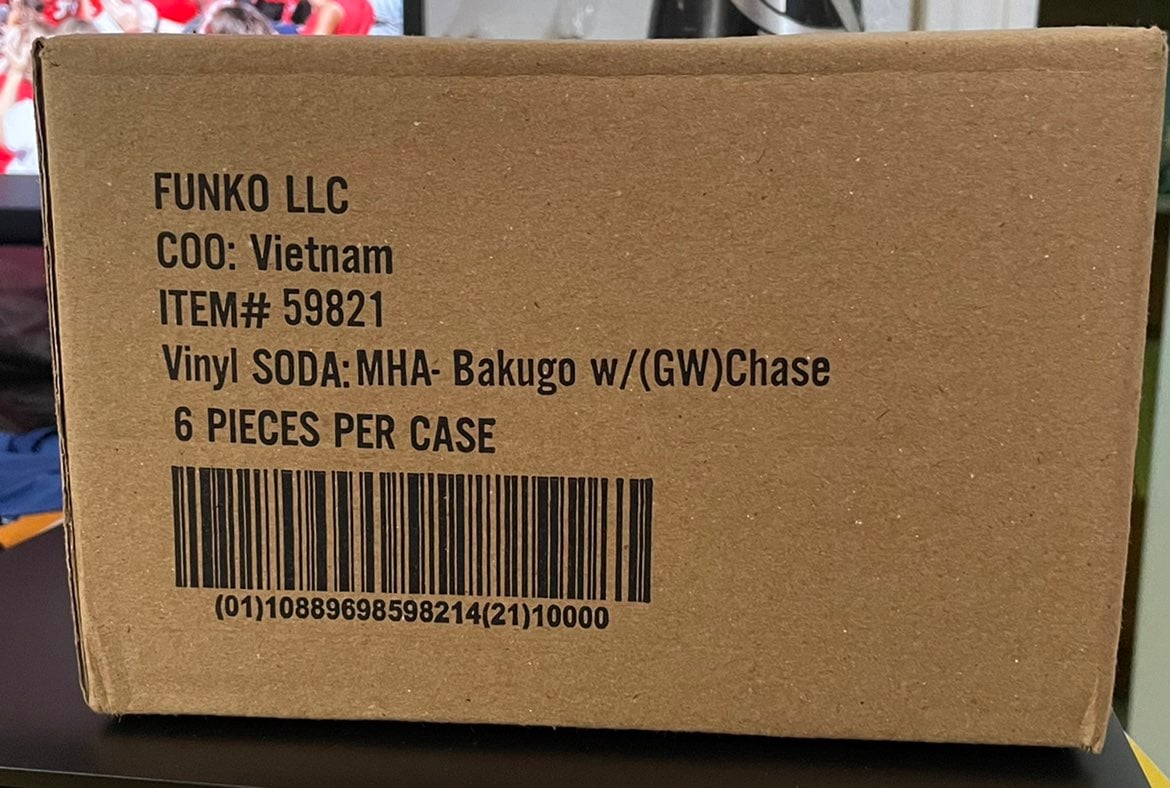 FUNKO LLC
COO: Vietnam
ITEM# 59821
Vinyl SODA: MHA- Bakugo w/(GW)Chase
6 PIECES PER CASE
(01)10889698598214(21)10000